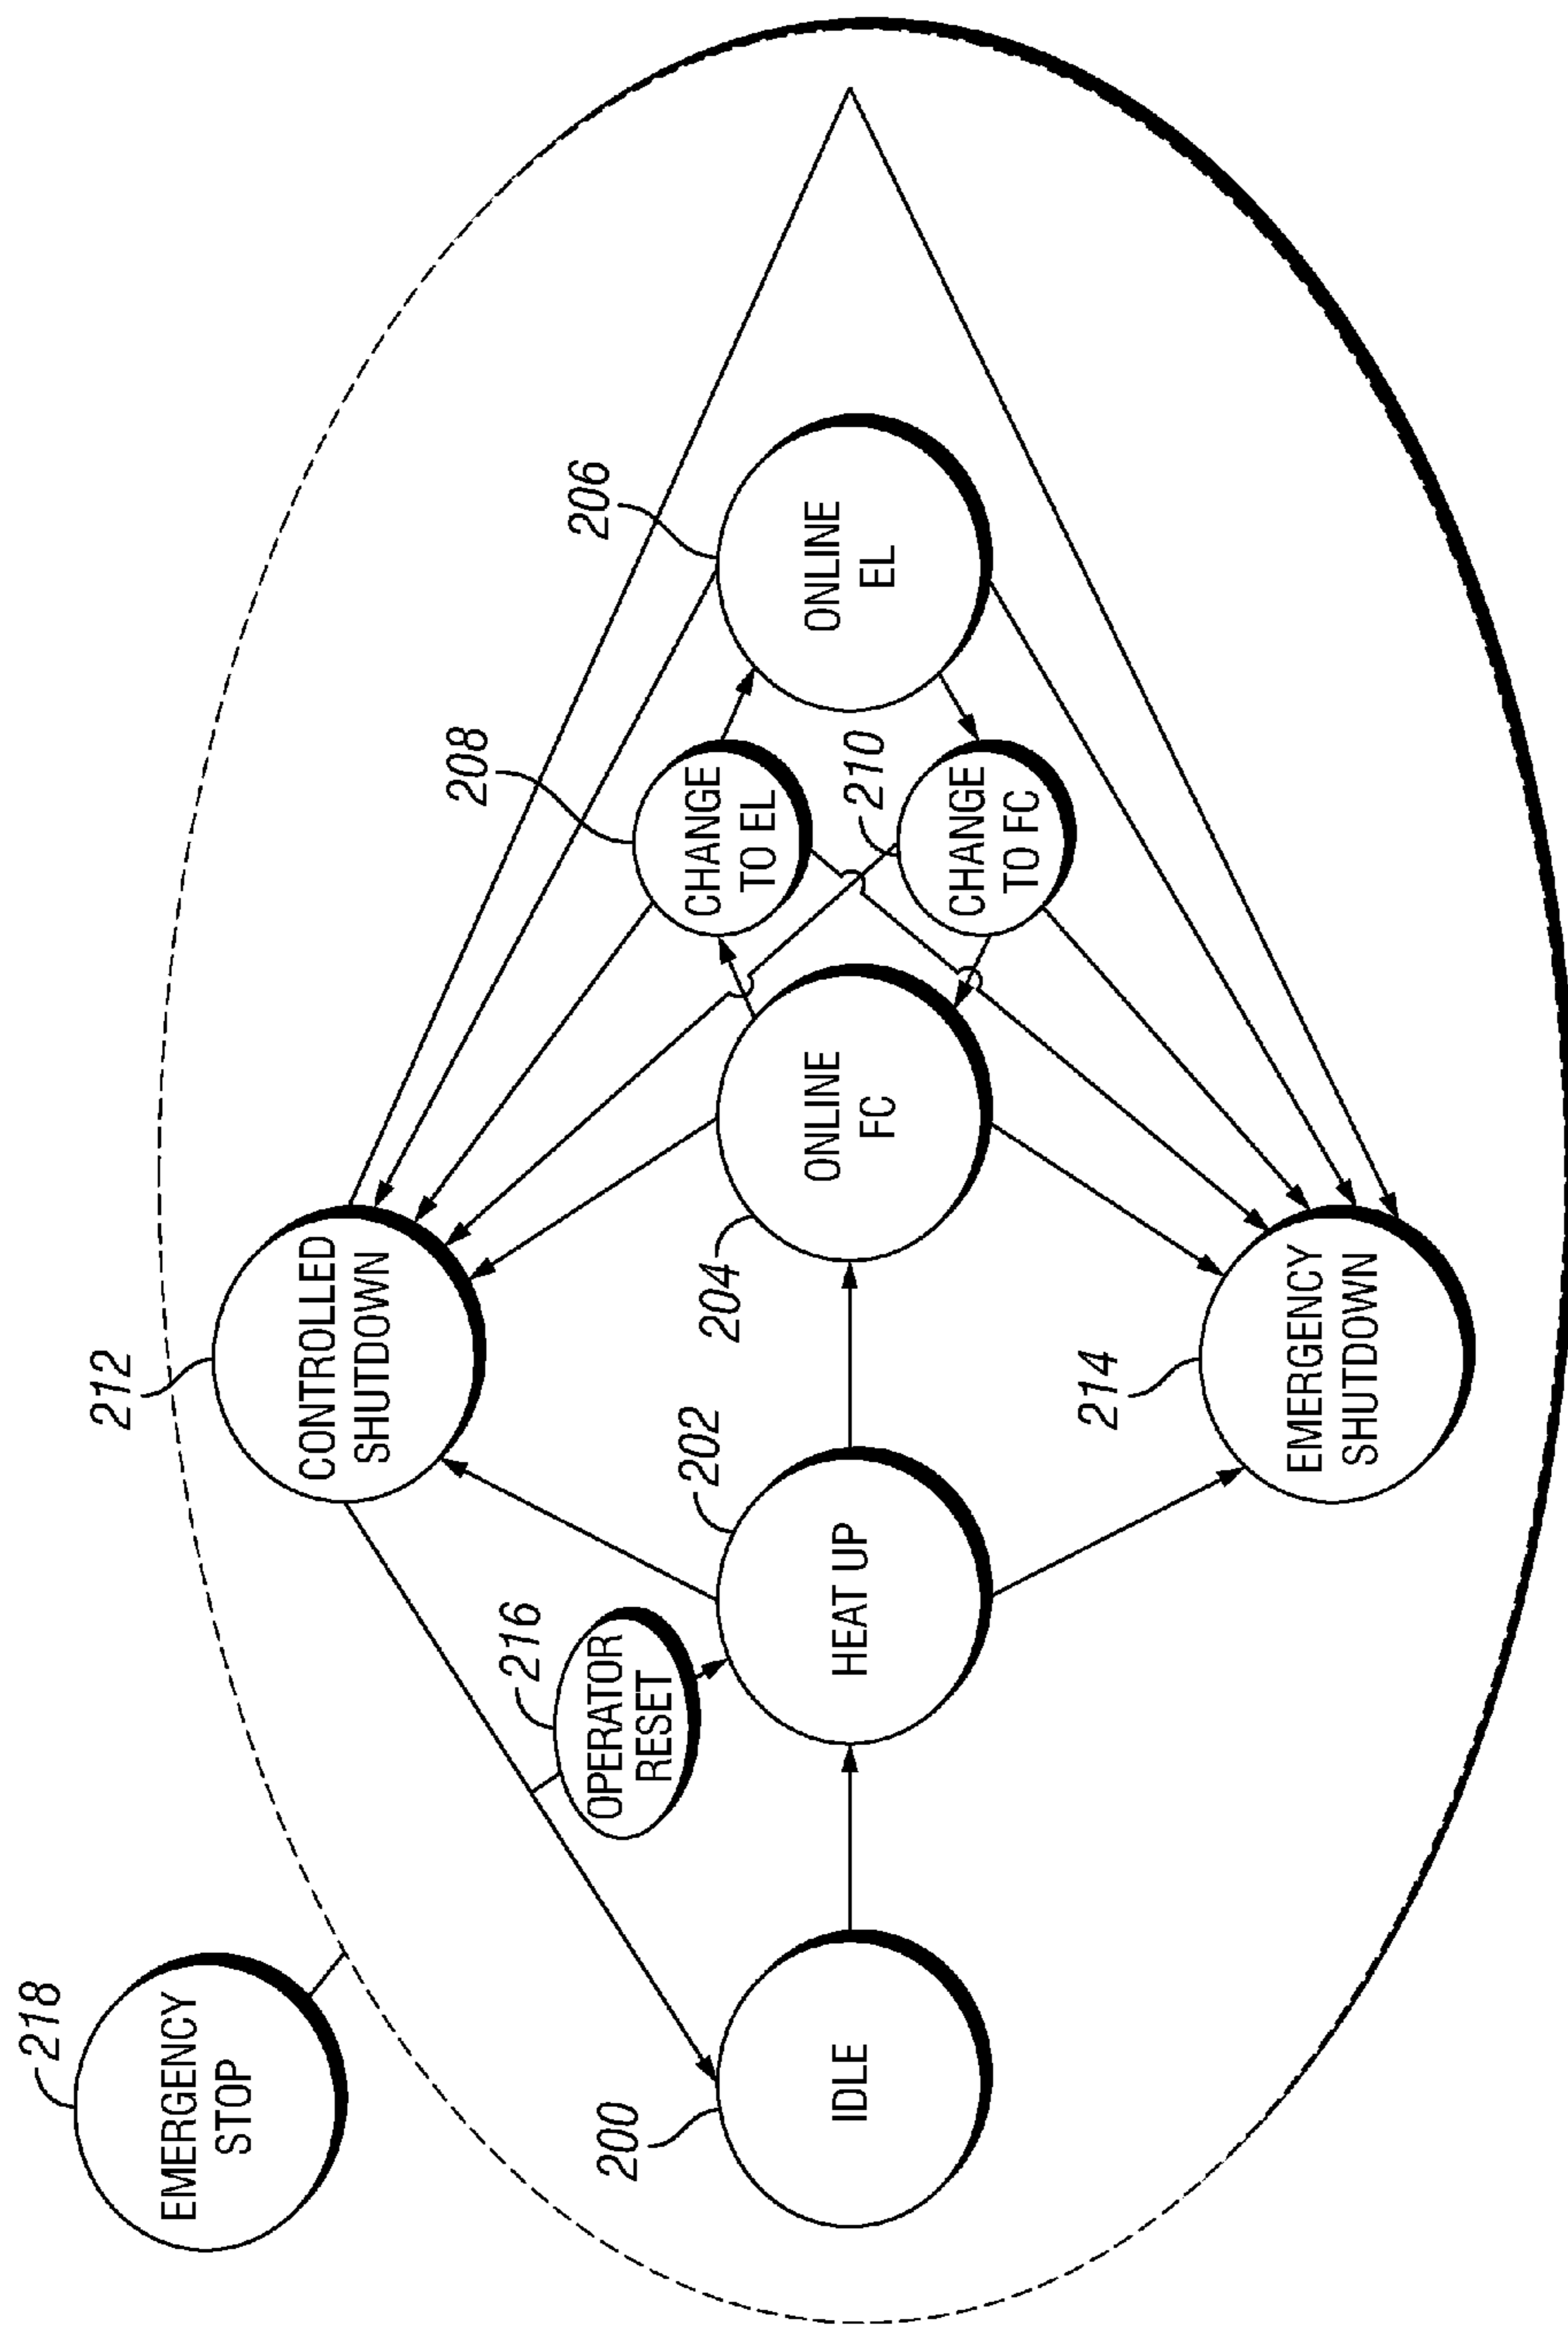 218
EMERGENCY
STOP
212
CONTROLLED
SHUTDOWN
216
OPERATOR
RESET
208
CHANGE
TO EL
206
ONLINE
EL
200
IDLE
202
HEAT UP
204
ONLINE
FC
210
CHANGE
TO FC
214
EMERGENCY
SHUTDOWN